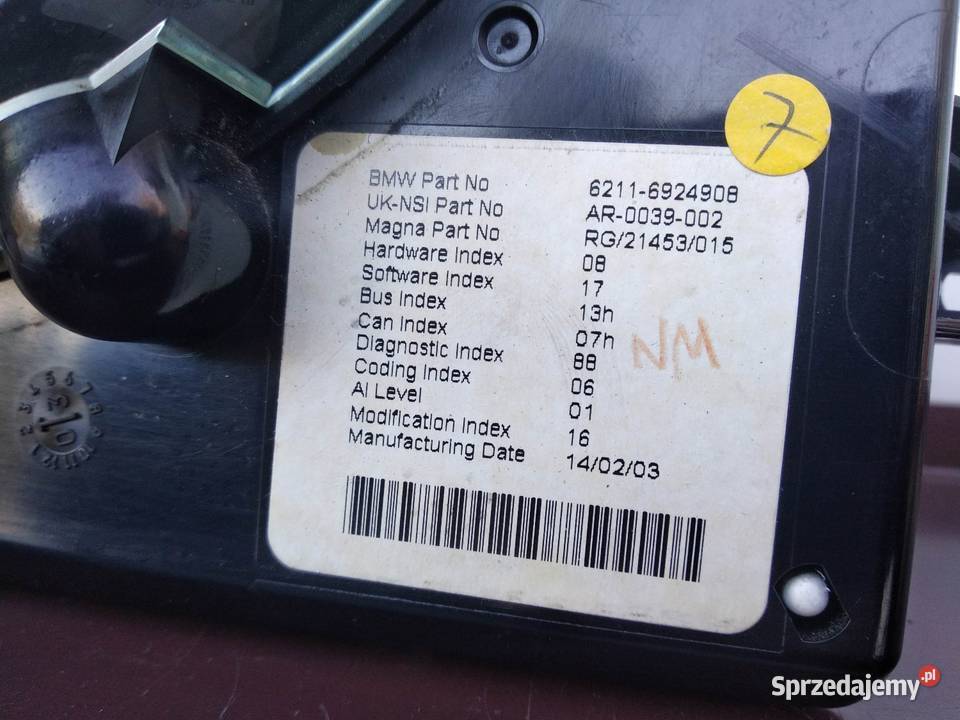 7
BMW Part No 6211-6924908
UK-NSI Part No AR-0039-002
Magna Part No RG/21453/015
Hardware Index 08
Software Index 17
Bus Index 13h
Can Index 07h
Diagnostic Index 88
Coding Index 06
AI Level 01
Modification Index 16
Manufacturing Date 14/02/03
NM
Sprzedajemy.pl